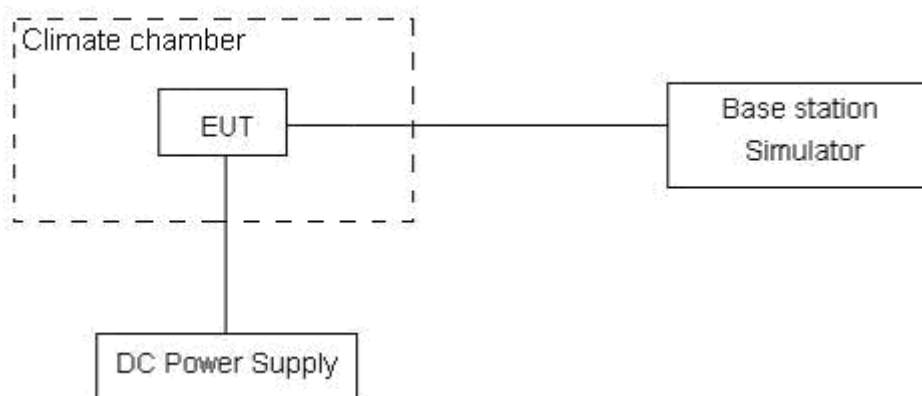 Climate chamber
EUT
Base station
Simulator
DC Power Supply